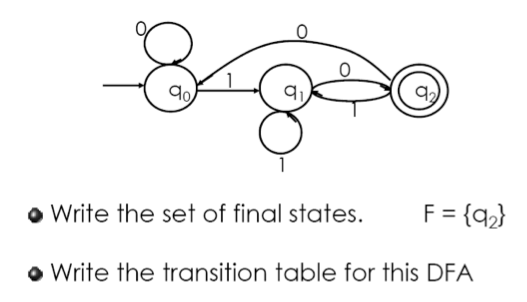 0
0
q₀ 1 q₁ 0 q₂
1
1
Write the set of final states. F = {q₂}
Write the transition table for this DFA